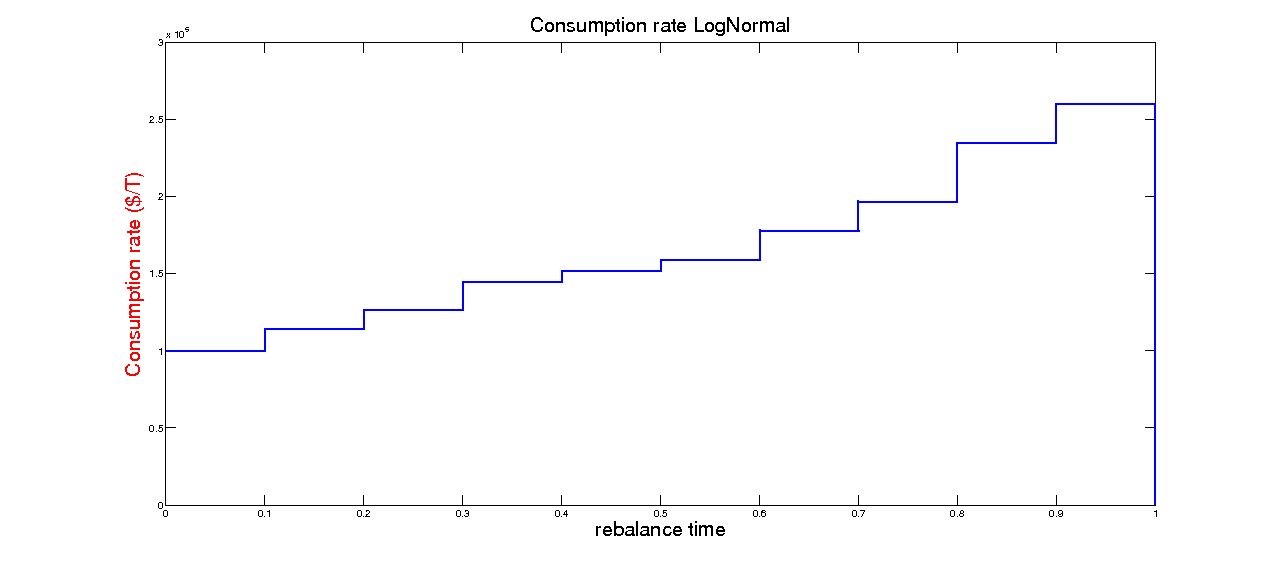 Consumption rate LogNormal
x 10^5
3
2.5
2
1.5
1
0.5
0
Consumption rate ($/T)
0 0.1 0.2 0.3 0.4 0.5 0.6 0.7 0.8 0.9 1
rebalance time